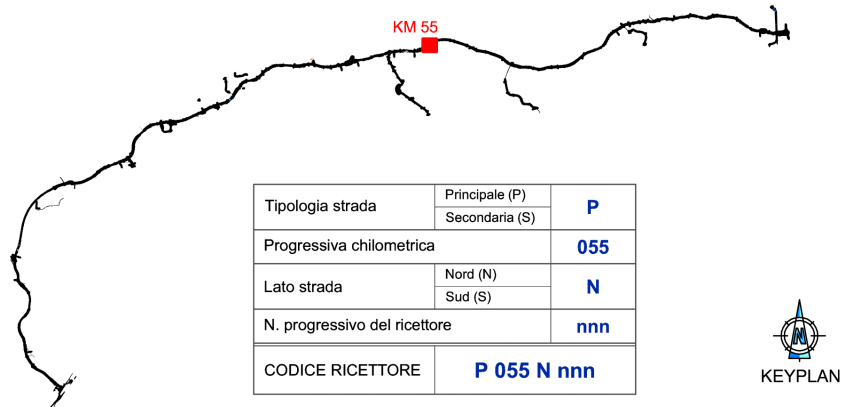 KM 55
Tipologia strada
Principale (P)
Secondaria (S)
P
Progressiva chilometrica
055
Lato strada
Nord (N)
Sud (S)
N
N. progressivo del ricettore
nnn
CODICE RICETTORE
P 055 N nnn
N
KEYPLAN